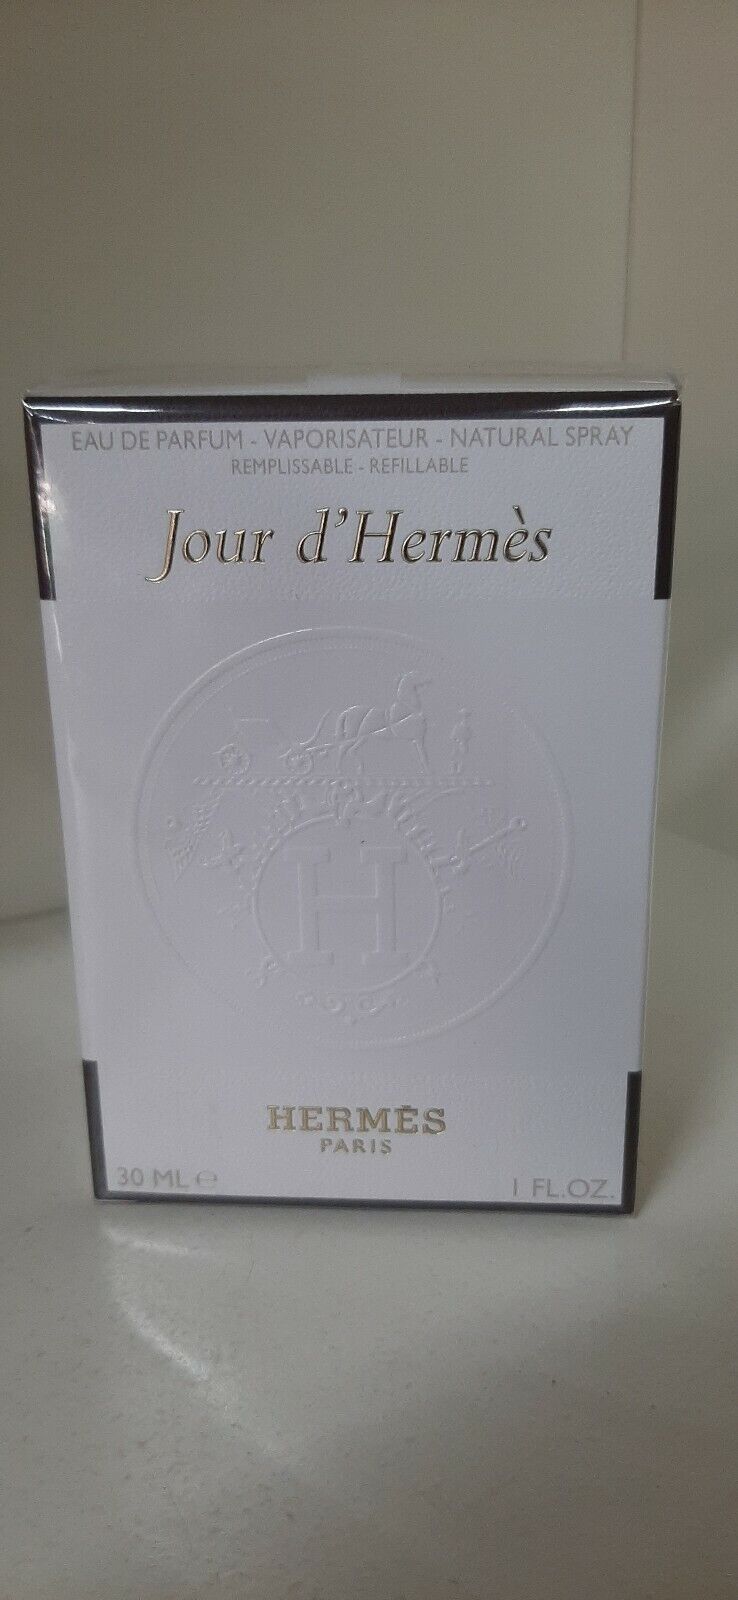 EAU DE PARFUM - VAPORISATEUR - NATURAL SPRAY
REMPLISSABLE - REFILLABLE
Jour d'Hermès
H
HERMÈS
PARIS
30 ML ℮
1 FL.OZ.